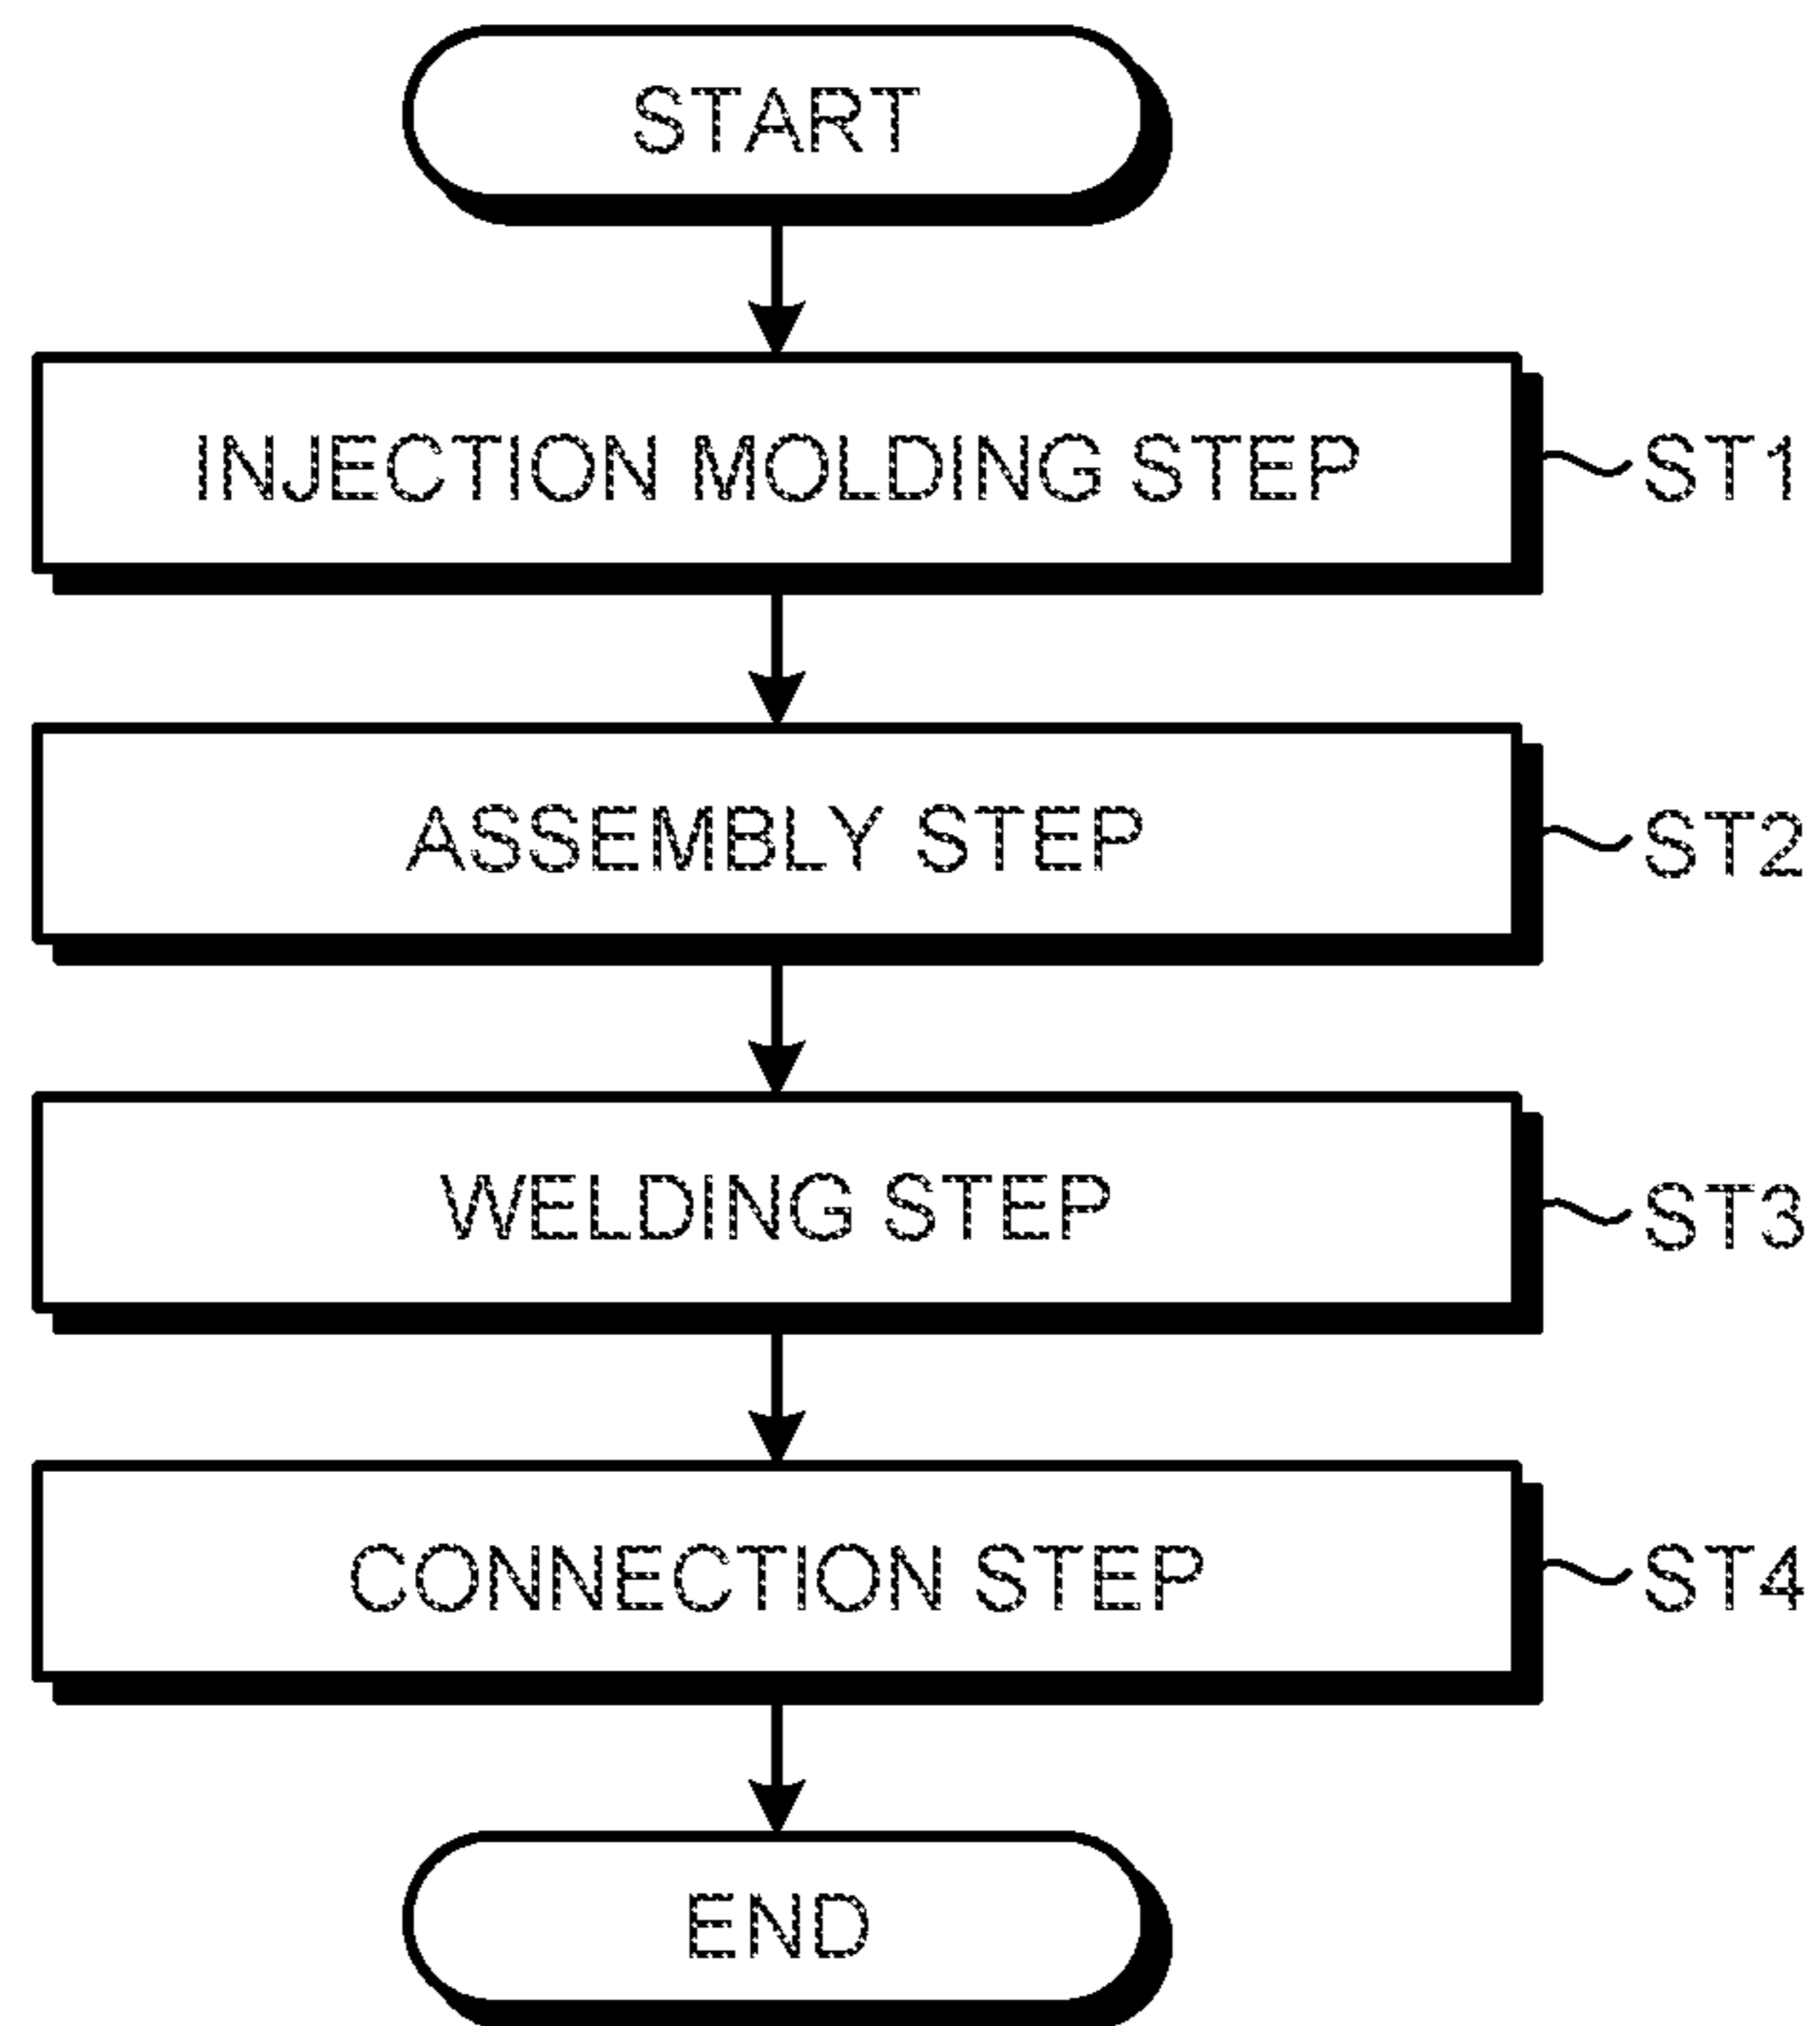 START
INJECTION MOLDING STEP
ST1
ASSEMBLY STEP
ST2
WELDING STEP
ST3
CONNECTION STEP
ST4
END